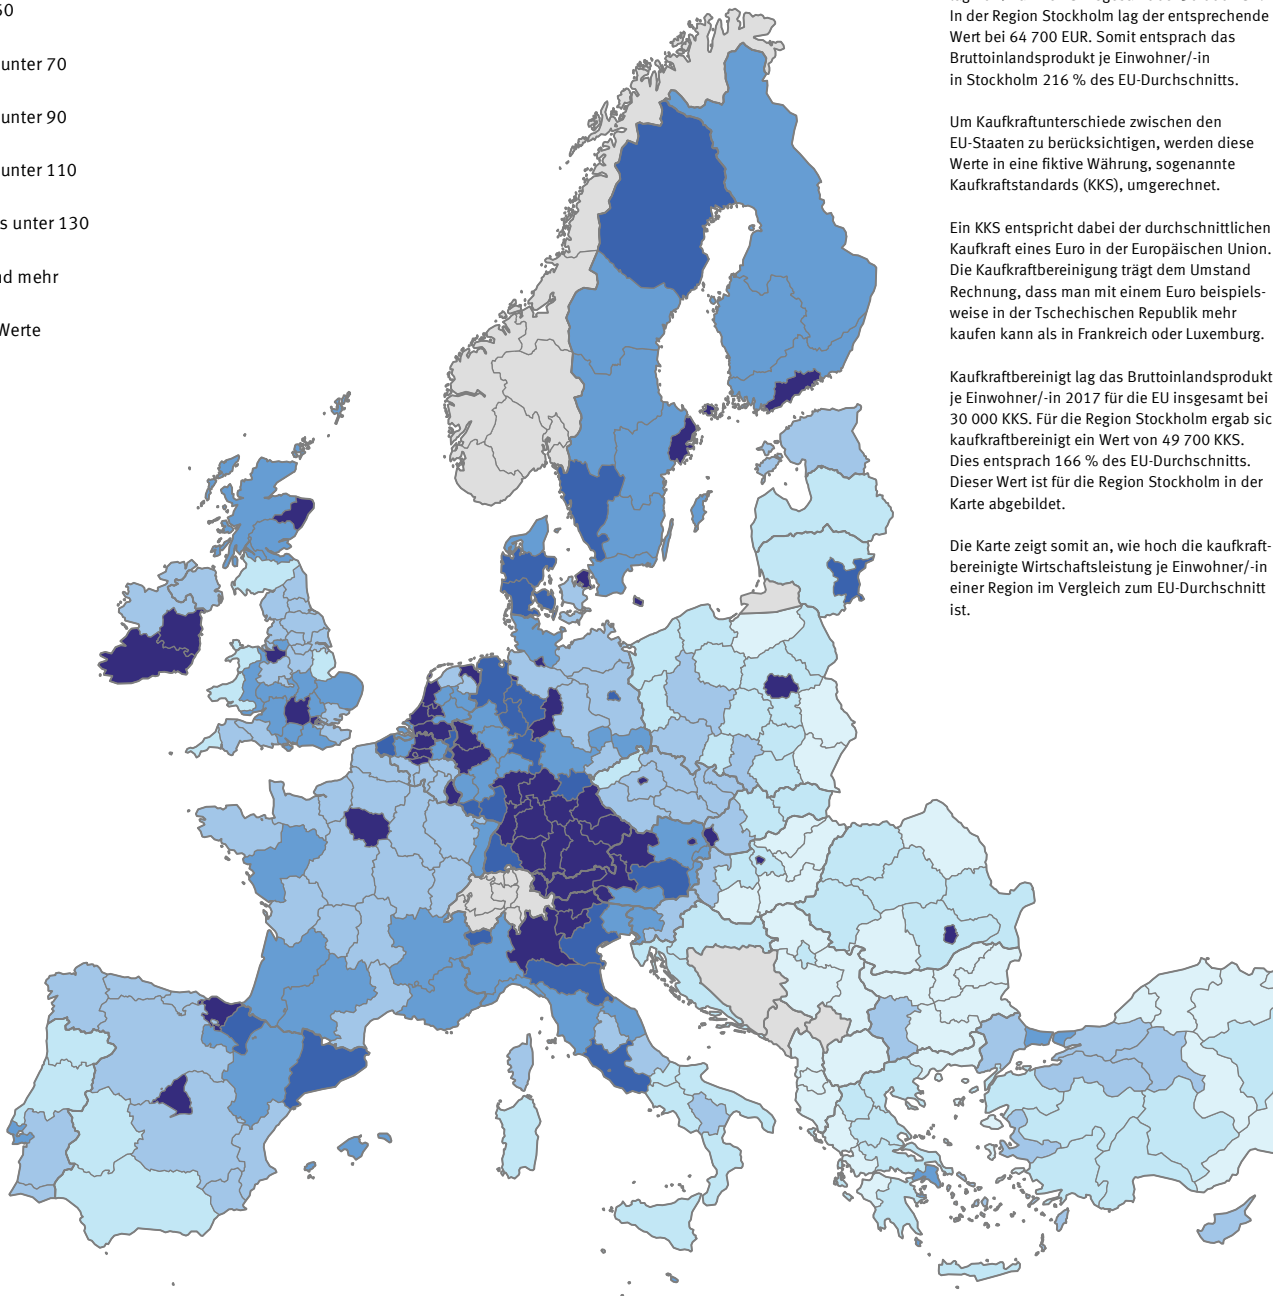 50
unter 70
unter 90
unter 110
s unter 130
nd mehr
Werte
In der Region Stockholm lag der entsprechende
Wert bei 64 700 EUR. Somit entsprach das
Bruttoinlandsprodukt je Einwohner/-in
in Stockholm 216 % des EU-Durchschnitts.
Um Kaufkraftunterschiede zwischen den
EU-Staaten zu berücksichtigen, werden diese
Werte in eine fiktive Währung, sogenannte
Kaufkraftstandards (KKS), umgerechnet.
Ein KKS entspricht dabei der durchschnittlichen
Kaufkraft eines Euro in der Europäischen Union.
Die Kaufkraftbereinigung trägt dem Umstand
Rechnung, dass man mit einem Euro beispiels-
weise in der Tschechischen Republik mehr
kaufen kann als in Frankreich oder Luxemburg.
Kaufkraftbereinigt lag das Bruttoinlandsprodukt
je Einwohner/-in 2017 für die EU insgesamt bei
30 000 KKS. Für die Region Stockholm ergab sic
kaufkraftbereinigt ein Wert von 49 700 KKS.
Dies entsprach 166 % des EU-Durchschnitts.
Dieser Wert ist für die Region Stockholm in der
Karte abgebildet.
Die Karte zeigt somit an, wie hoch die kaufkraft-
bereinigte Wirtschaftsleistung je Einwohner/-in
einer Region im Vergleich zum EU-Durchschnitt
ist.